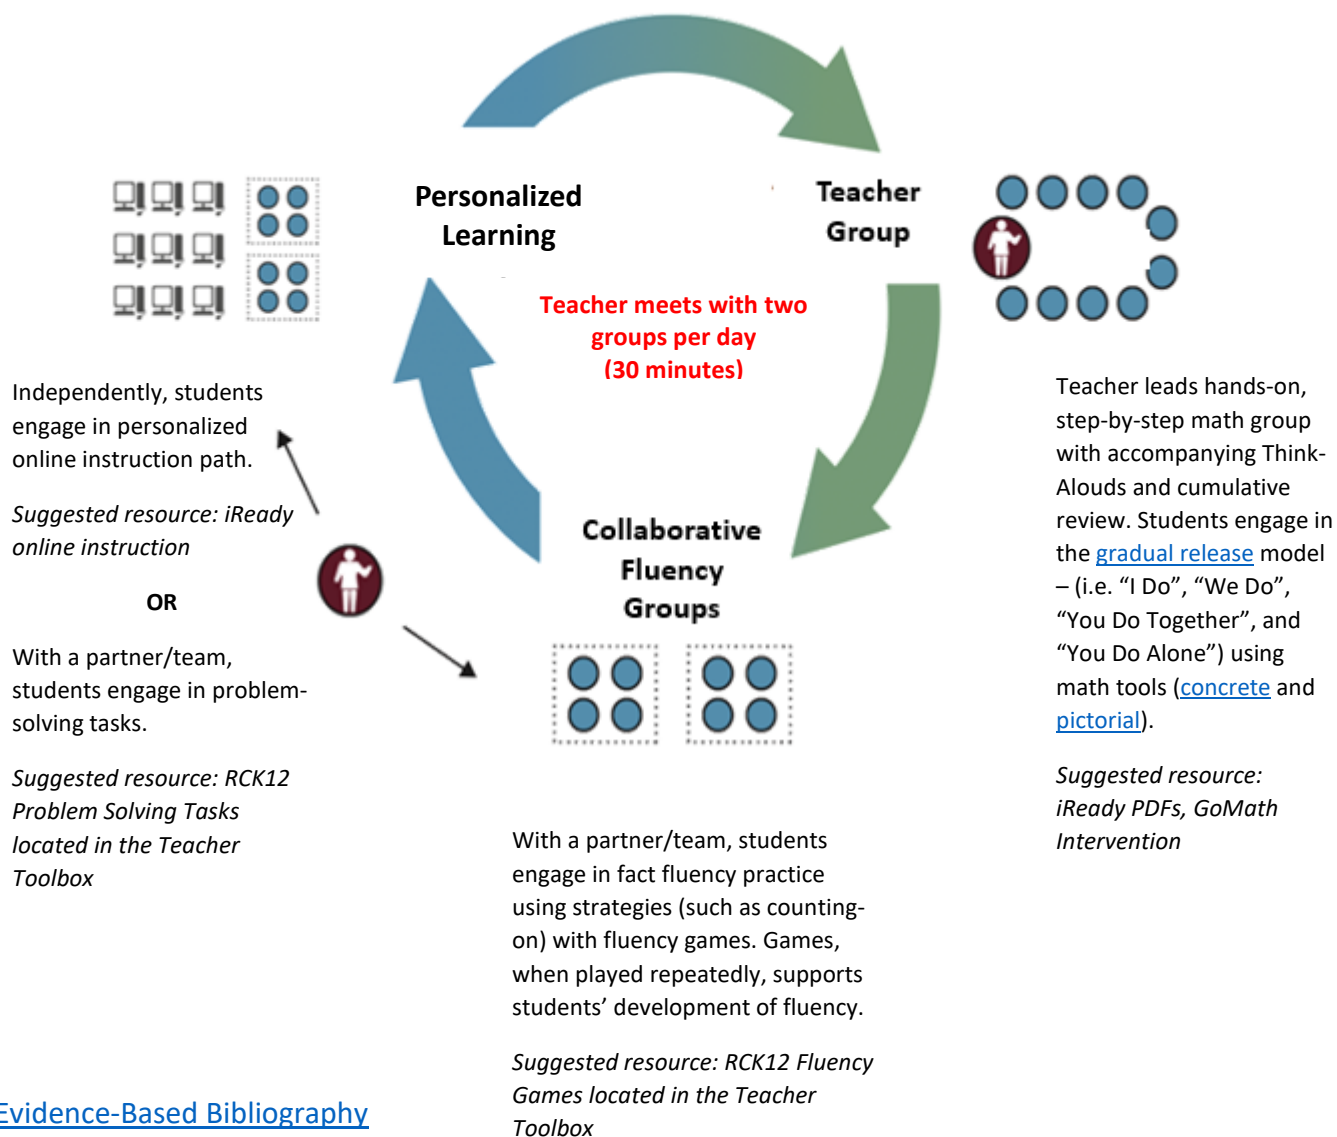 Personalized
Learning
Teacher
Group
Teacher meets with two
groups per day
(30 minutes)
Independently, students
engage in personalized
online instruction path.
Suggested resource: iReady
online instruction
OR
With a partner/team,
students engage in problem-
solving tasks.
Suggested resource: RCK12
Problem Solving Tasks
located in the Teacher
Toolbox
Collaborative
Fluency
Groups
With a partner/team, students
engage in fact fluency practice
using strategies (such as counting-
on) with fluency games. Games,
when played repeatedly, supports
students’ development of fluency.
Suggested resource: RCK12 Fluency
Games located in the Teacher
Toolbox
Teacher leads hands-on,
step-by-step math group
with accompanying Think-
Alouds and cumulative
review. Students engage in
the gradual release model
– (i.e. “I Do”, “We Do”,
“You Do Together”, and
“You Do Alone”) using
math tools (concrete and
pictorial).
Suggested resource:
iReady PDFs, GoMath
Intervention
Evidence-Based Bibliography